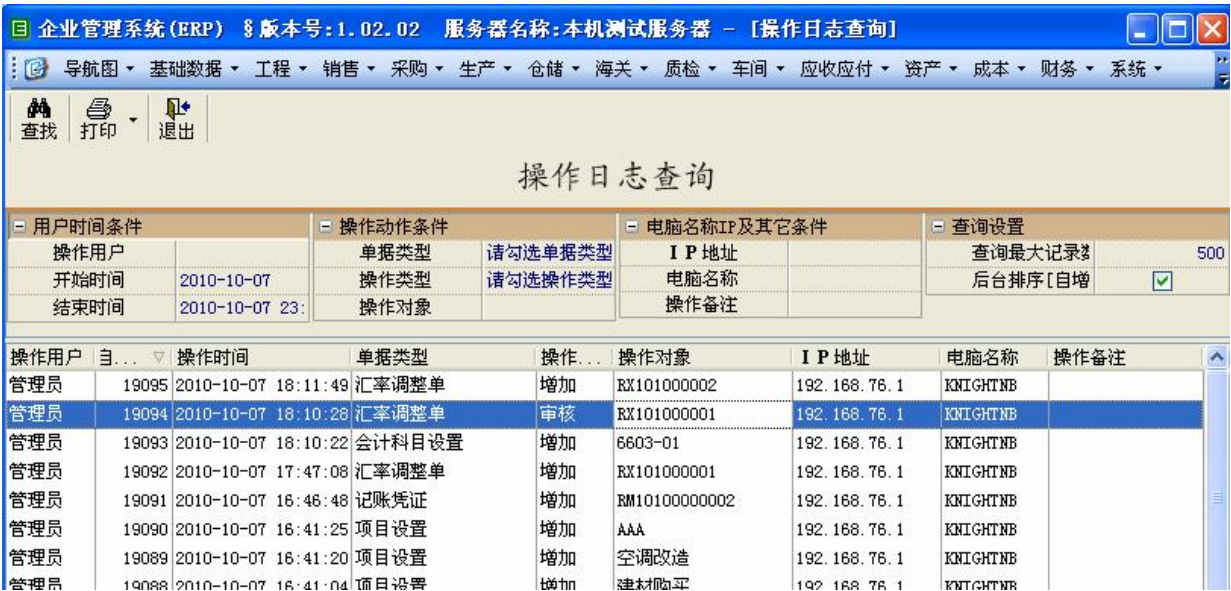 企业管理系统(ERP) §版本号:1.02.02 服务器名称:本机测试服务器 - [操作日志查询]
导航图 基础数据 工程 销售 采购 生产 仓储 海关 质检 车间 应收应付 资产 成本 财务 系统
查找 打印 退出
操作日志查询
用户时间条件 操作动作条件 电脑名称IP及其它条件 查询设置
操作用户 单据类型 请勾选单据类型 IP地址 查询最大记录 500
开始时间 2010-10-07 操作类型 请勾选操作类型 电脑名称 后台排序[自增
结束时间 2010-10-07 23: 操作对象 操作备注
操作用户 自... 操作时间 单据类型 操作... 操作对象 IP地址 电脑名称 操作备注
管理员 19095 2010-10-07 18:11:49 汇率调整单 增加 RX101000002 192.168.76.1 KNIGHTNB
管理员 19094 2010-10-07 18:10:28 汇率调整单 审核 RX101000001 192.168.76.1 KNIGHTNB
管理员 19093 2010-10-07 18:10:22 会计科目设置 增加 6603-01 192.168.76.1 KNIGHTNB
管理员 19092 2010-10-07 17:47:08 汇率调整单 增加 RX101000001 192.168.76.1 KNIGHTNB
管理员 19091 2010-10-07 16:46:48 记账凭证 增加 RM10100000002 192.168.76.1 KNIGHTNB
管理员 19090 2010-10-07 16:41:25 项目设置 增加 AAA 192.168.76.1 KNIGHTNB
管理员 19089 2010-10-07 16:41:20 项目设置 增加 空调改造 192.168.76.1 KNIGHTNB
管理员 19088 2010-10-07 16:41:04 项目设置 增加 建材购买 192.168.76.1 KNIGHTNB